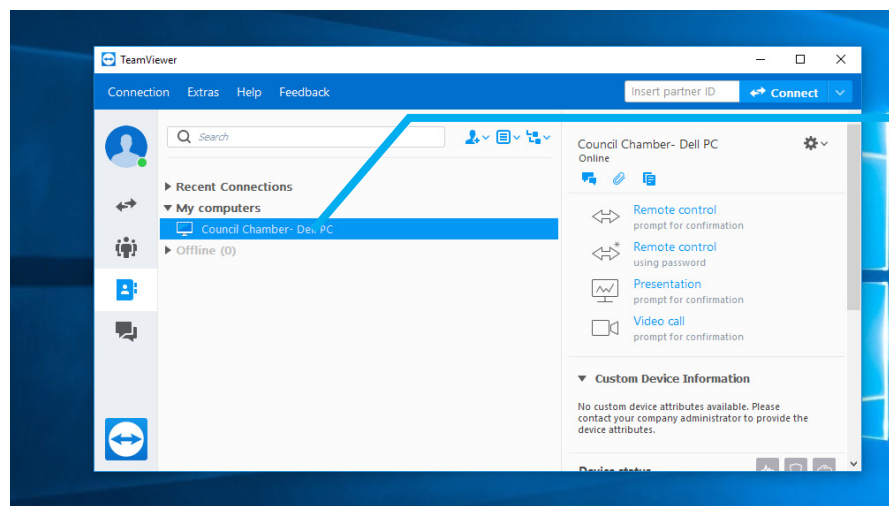 TeamViewer
Connection Extras Help Feedback
Insert partner ID
Connect
Search
Recent Connections
My computers
Council Chamber- Dell PC
Offline (0)
Council Chamber- Dell PC
Online
Remote control
prompt for confirmation
Remote control
using password
Presentation
prompt for confirmation
Video call
prompt for confirmation
Custom Device Information
No custom device attributes available. Please
contact your company administrator to provide the
device attributes.
Device status